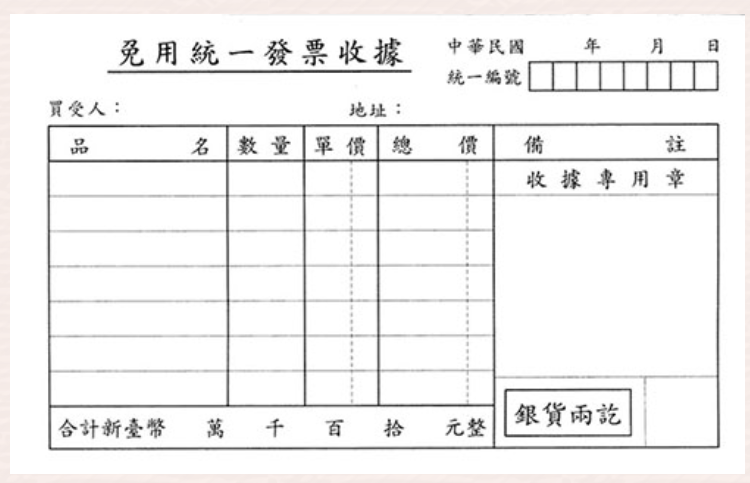 免用統一發票收據
中華民國 年 月 日
統一編號
買受人：
地址：
品名 數量 單價 總價 備註
收據專用章
銀貨兩訖
合計新臺幣 萬 千 百 拾 元整